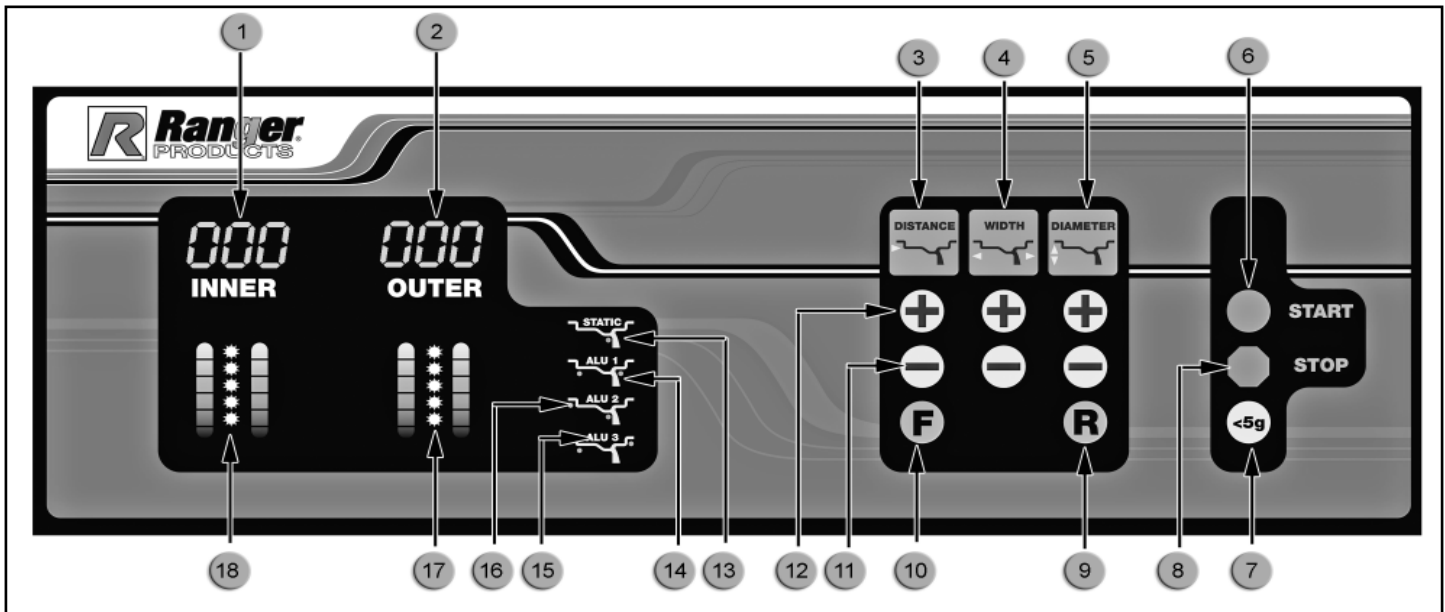 1 2 3 4 5 6
R Ranger®
PRODUCTS
DISTANCE WIDTH DIAMETER
000 000
INNER OUTER
STATIC
ALU 1
ALU 2
ALU 3
START
STOP
F R <5g
18 17 16 15 14 13 12 11 10 9 8 7